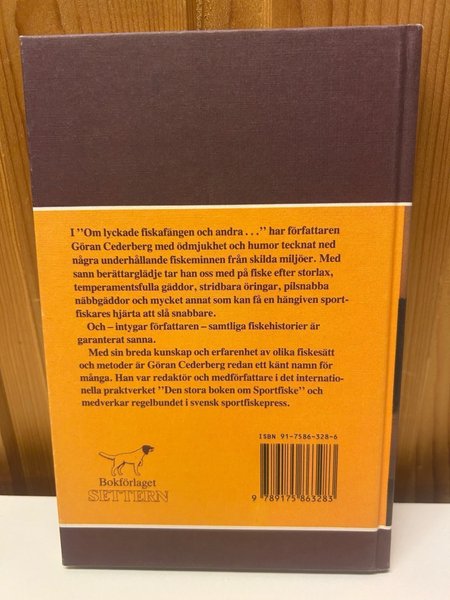 I ”Om lyckade fiskafängen och andra . . .” har författaren
Göran Cederberg med ödmjukhet och humor tecknat ned
några underhållande fiskeminnen från skilda miljöer. Med
sann berättarglädje tar han oss med på fiske efter storlax,
temperamentsfulla gäddor, stridbara öringar, pilsnabba
näbbgäddor och mycket annat som kan få en hängiven sport-
fiskares hjärta att slå snabbare.
Och – intygar författaren – samtliga fiskehistorier är
garanterat sanna.
Med sin breda kunskap och erfarenhet av olika fiskesätt
och metoder är Göran Cederberg redan ett känt namn för
många. Han var redaktör och medförfattare i det internatio-
nella praktverket ”Den stora boken om Sportfiske” och
medverkar regelbundet i svensk sportfiskepress.
ISBN 91-7586-328-6
9 789175 863283
Bokförlaget
SETTERN